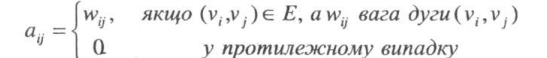 a_ij = { w_ij, якщо (v_i,v_j) ∈ E, а w_ij вага дуги (v_i, v_j)
0 у протилежному випадку